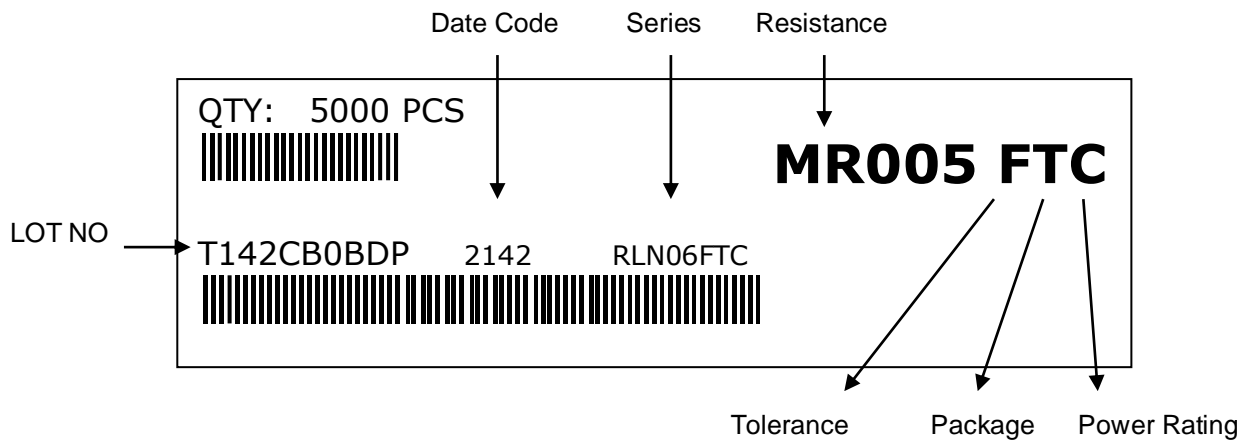 Date Code Series Resistance
QTY: 5000 PCS
MR005 FTC
LOT NO
T142CB0BDP 2142 RLN06FTC
Tolerance Package Power Rating